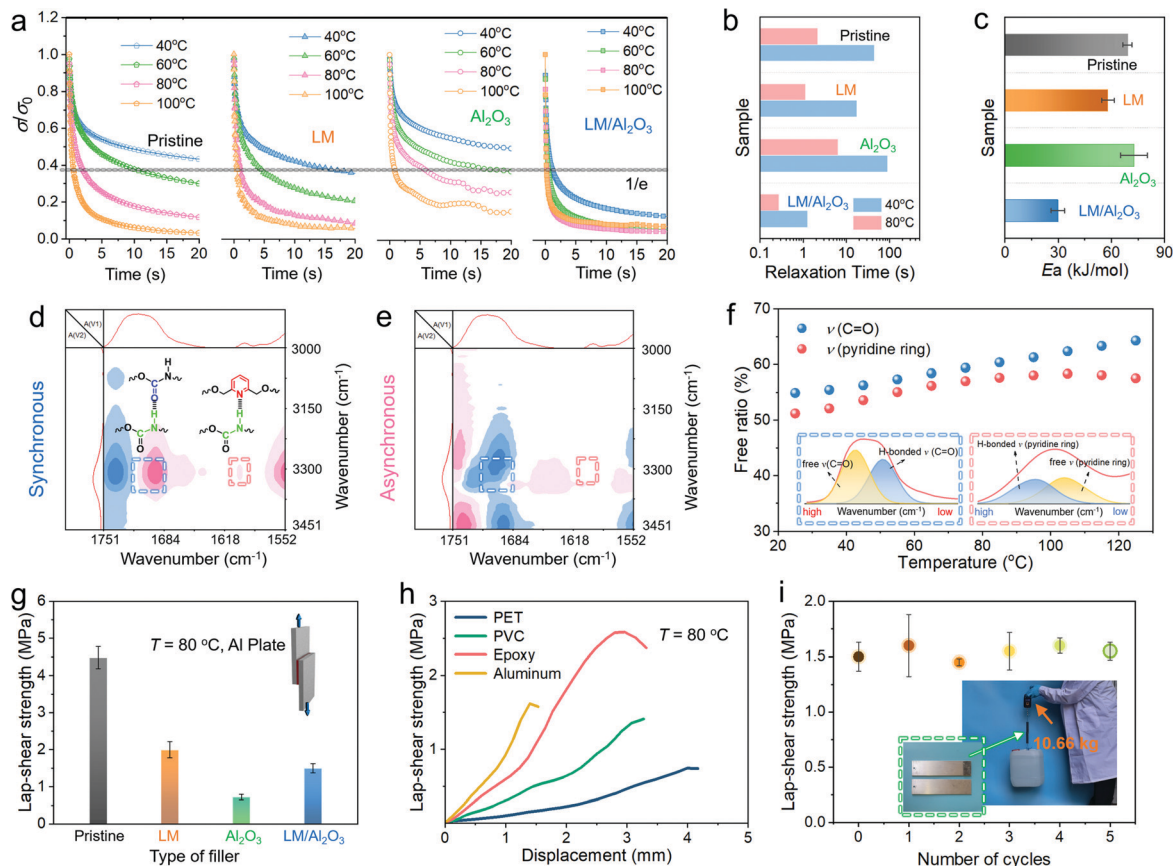 a
σ/σ0
1.2
1.0
0.8
0.6
0.4
0.2
0.0
40°C
60°C
80°C
100°C
Pristine
40°C
60°C
80°C
100°C
LM
40°C
60°C
80°C
100°C
Al2O3
40°C
60°C
80°C
100°C
LM/Al2O3
1/e
0 5 10 15 20
0 5 10 15 20
0 5 10 15 20
0 5 10 15 20
Time (s)
Time (s)
Time (s)
Time (s)
b
Sample
Pristine
LM
Al2O3
LM/Al2O3
40°C
80°C
0.1 1 10 100
Relaxation Time (s)
c
Sample
Pristine
LM
Al2O3
LM/Al2O3
0 30 60 90
Ea (kJ/mol)
d
Synchronous
A(V1)
A(V2)
H
O
N
O
H
O
N
O
N
O
O
H
O
N
O
3000
3150
3300
3451
Wavenumber (cm-1)
1751 1684 1618 1552
Wavenumber (cm-1)
e
Asynchronous
A(V1)
A(V2)
3000
3150
3300
3451
Wavenumber (cm-1)
1751 1684 1618 1552
Wavenumber (cm-1)
f
Free ratio (%)
70
65
60
55
50
45
40
35
30
ν (C=O)
ν (pyridine ring)
H-bonded ν (C=O)
free ν(C=O)
high Wavenumber (cm-1) low
H-bonded ν (pyridine ring)
free ν (pyridine ring)
high Wavenumber (cm-1) low
40 60 80 100 120
Temperature (°C)
g
Lap-shear strength (MPa)
6
5
4
3
2
1
0
T = 80 °C, Al Plate
Pristine LM Al2O3 LM/Al2O3
Type of filler
h
Lap-shear strength (MPa)
3
2
1
0
PET
PVC
Epoxy
Aluminum
T = 80 °C
0 1 2 3 4 5
Displacement (mm)
i
Lap-shear strength (MPa)
2.0
1.5
1.0
0.5
0.0
10.66 kg
0 1 2 3 4 5
Number of cycles